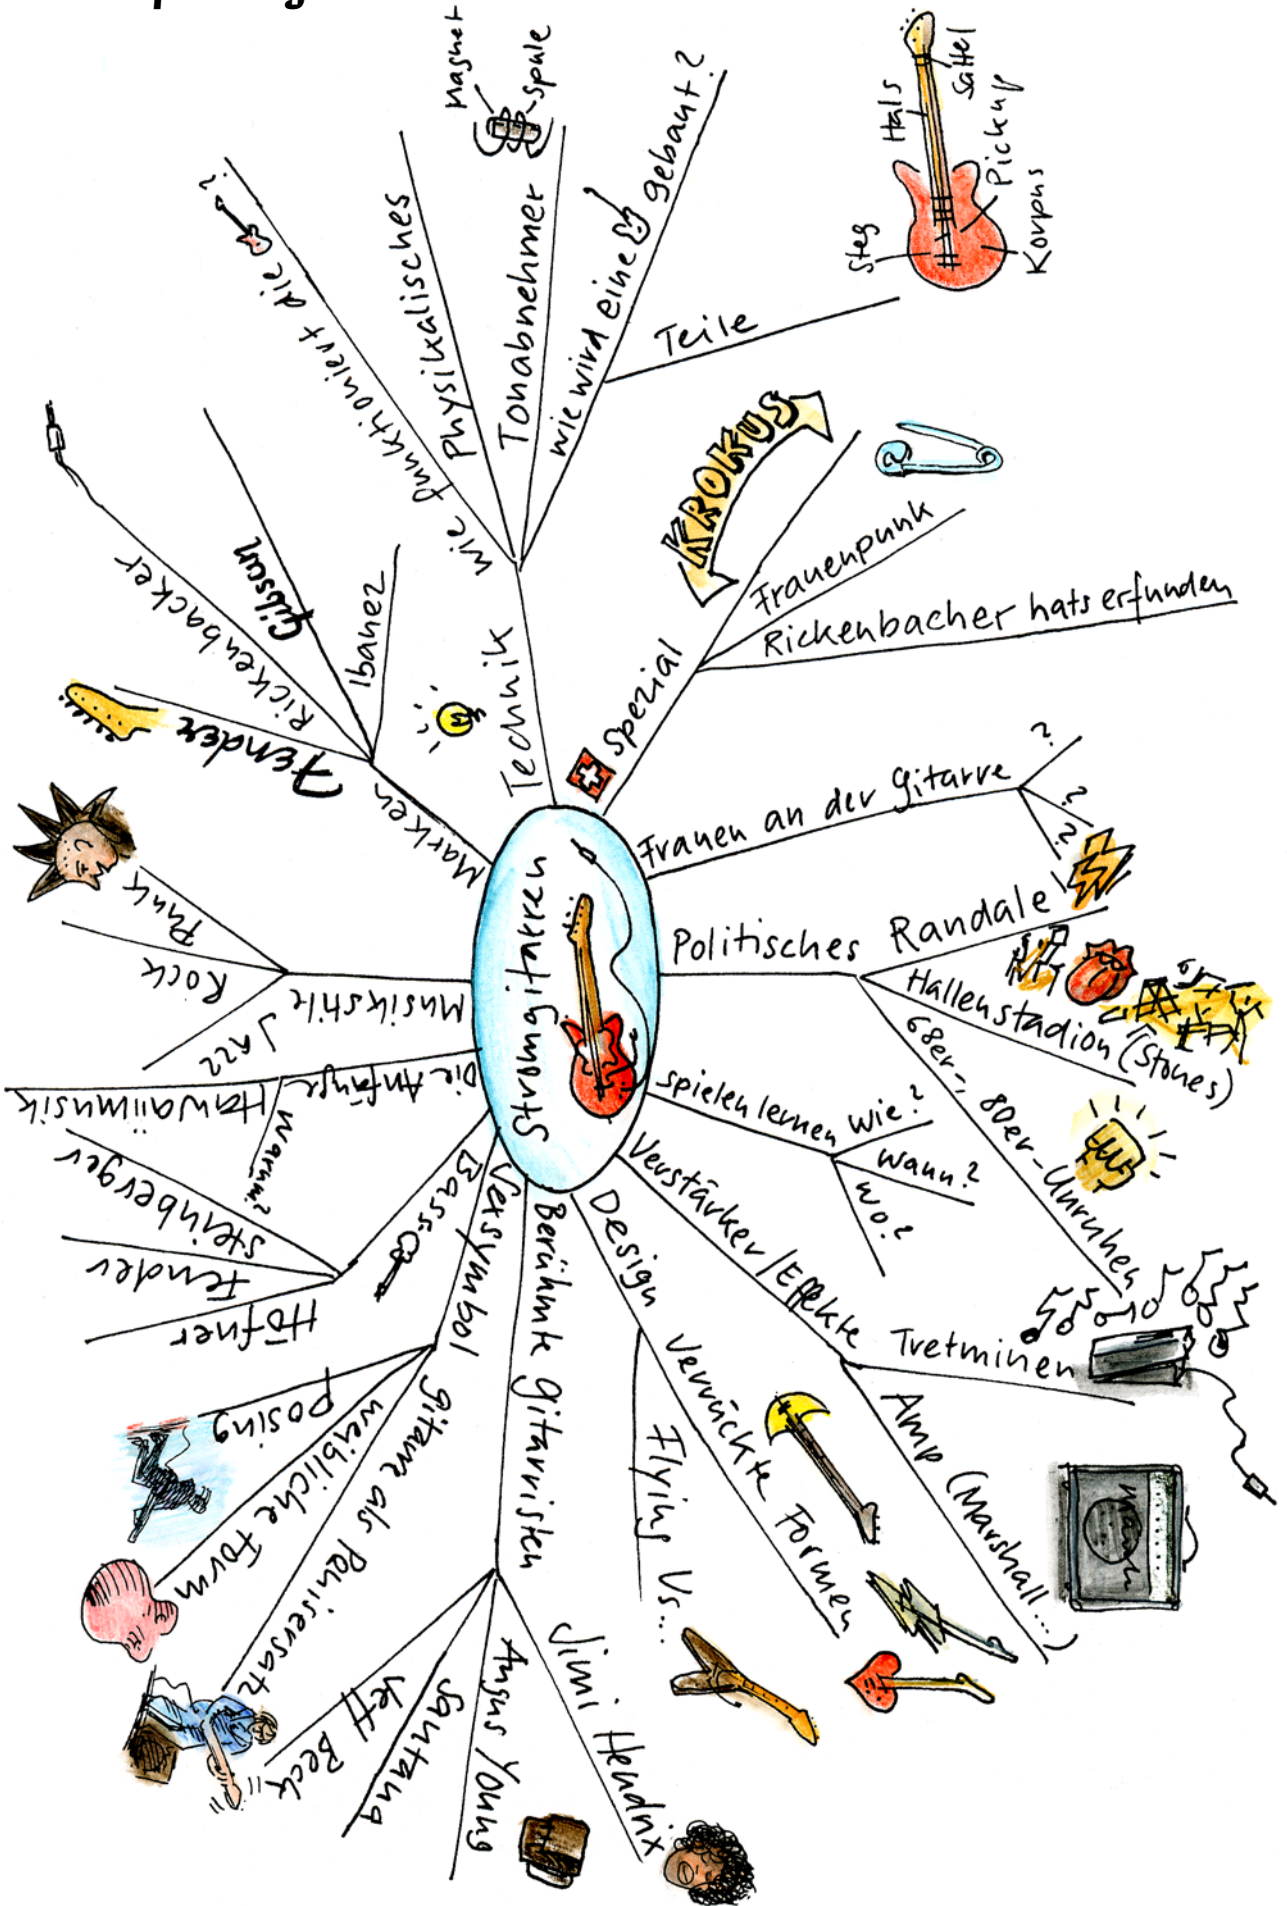 Stromgitarren
Technik
wie funktioniert die
?
Physikalisches
Tonabnehmer
Magnet
Spule
wie wird eine
gebaut?
Teile
Hals
Sattel
Pickup
Steg
Korpus
CH Spezial
KROKUS
Frauenpunk
Rickenbacher hats erfunden
Frauen an der Gitarre
?
?
?
Politisches
Randale
Hallenstadion (Stones)
68er-, 80er-Unruhen
spielen lernen
wie?
wann?
wo?
Verstärker/Effekte
Tretminen
Amp (Marshall...)
Marsh
Design
Verrückte Formen
Flying Vs...
Berühmte Gitarristen
Jimi Hendrix
Angus Young
Santana
Jeff Beck
Sexsymbol
Gitarre als Penisersatz
weibliche Form
Posing
Bass
Höfner
Fender
Steinberger
Die Anfänge
Hawaiimusik
warum?
Musikstile
Jazz
Rock
Punk
Marken
Fender
Rickenbacker
Gibson
Ibanez